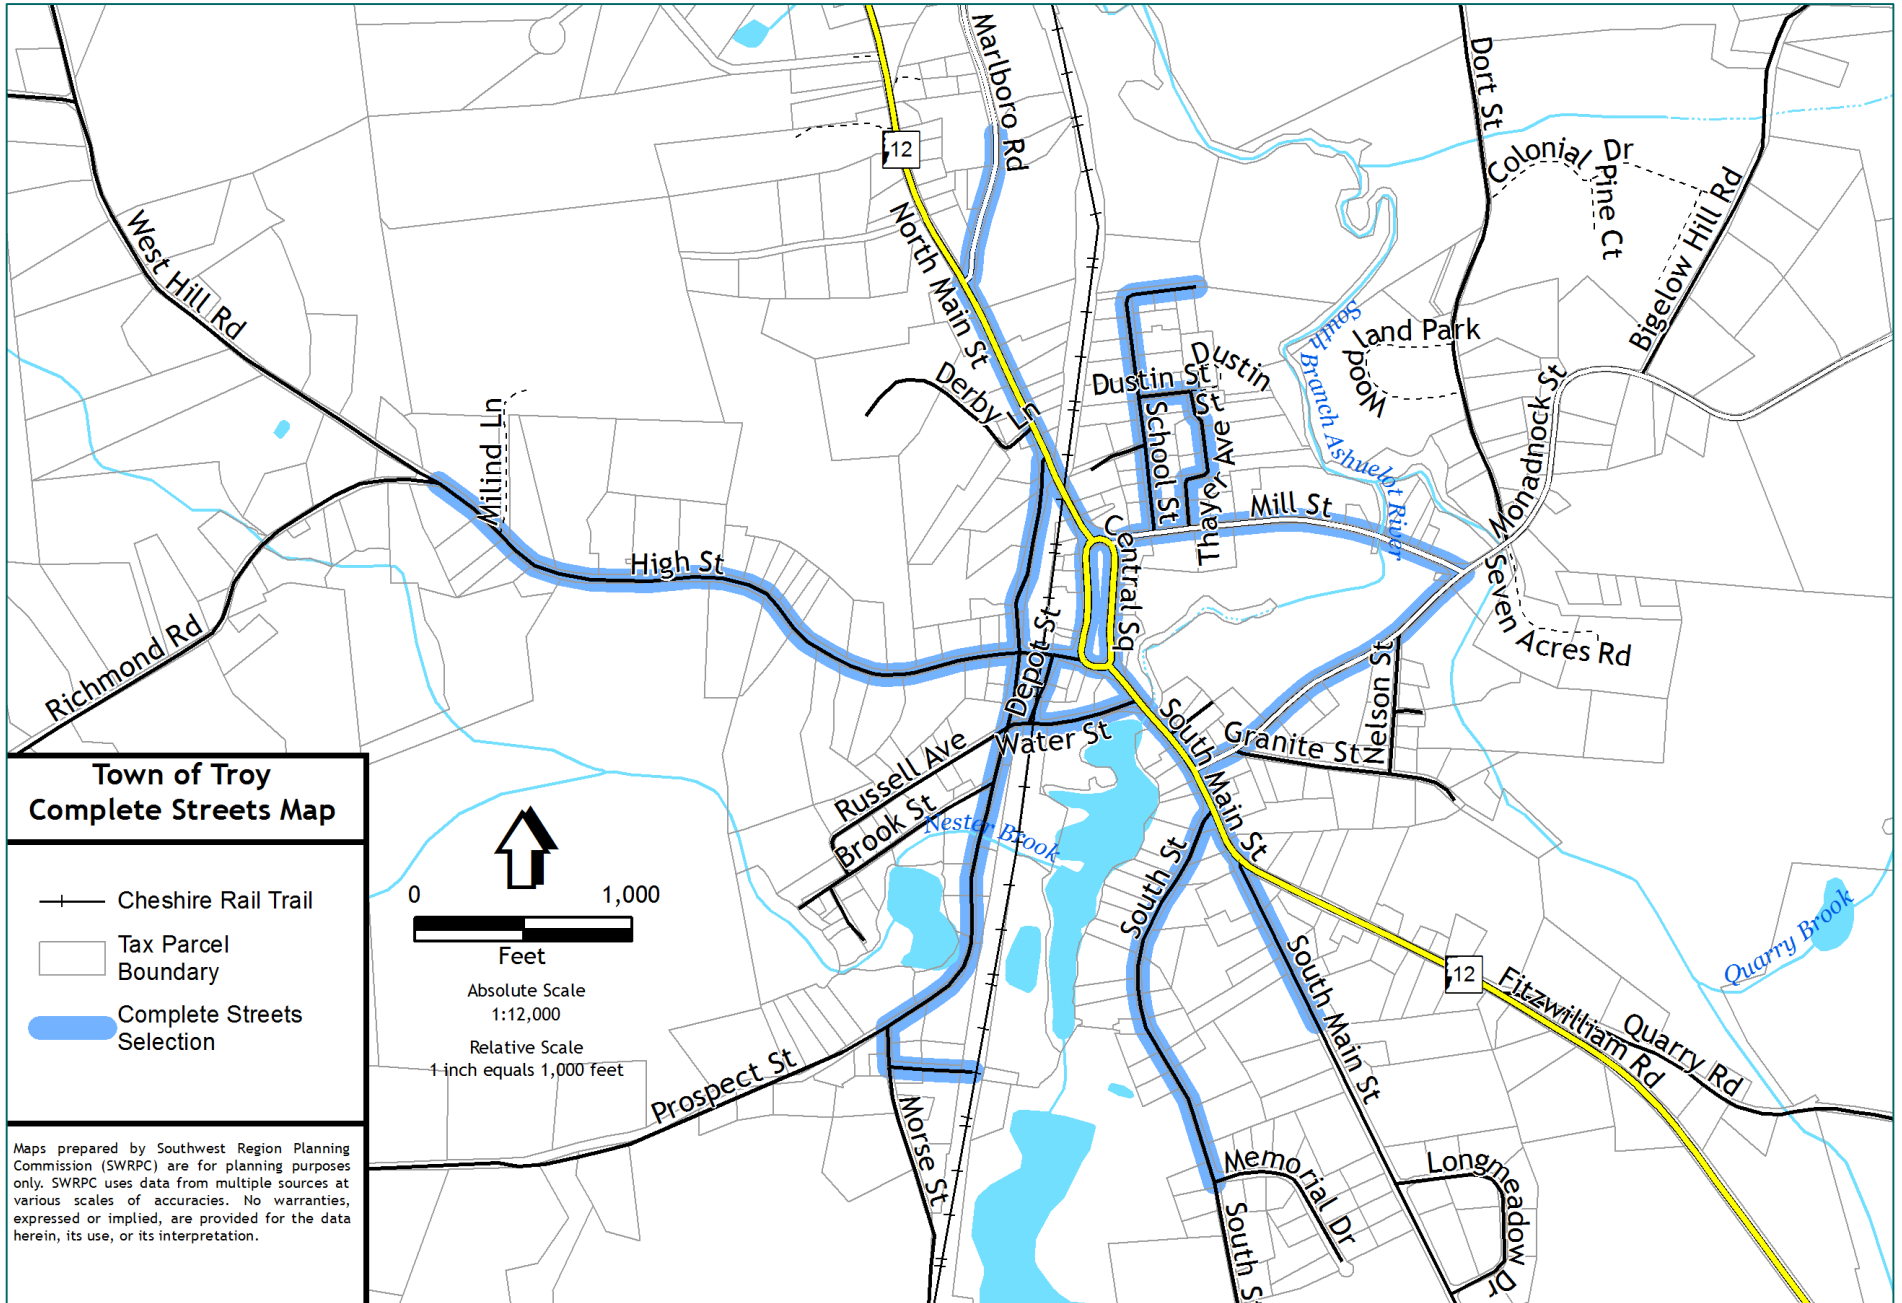 Marlboro Rd
12
North Main St
Dort St
Colonial Dr
Pine Ct
Bigelow Hill Rd
West Hill Rd
South
Branch Ashuelot River
Wood
land Park
Dustin St
Dustin
St
Derby Ln
School St
Thayer Ave
Monadnock St
Milind Ln
Mill St
Central Sq
High St
Seven Acres Rd
Richmond Rd
Depot St
Nelson St
South Main St
Granite St
Water St
Russell Ave
Brook St
Nester Brook
South St
Quarry Brook
South Main St
12
Fitzwilliam Rd
Quarry Rd
Prospect St
Morse St
Memorial Dr
Longmeadow Dr
South S
Town of Troy
Complete Streets Map
Cheshire Rail Trail
Tax Parcel
Boundary
Complete Streets
Selection
0 1,000
Feet
Absolute Scale
1:12,000
Relative Scale
1 inch equals 1,000 feet
Maps prepared by Southwest Region Planning
Commission (SWRPC) are for planning purposes
only. SWRPC uses data from multiple sources at
various scales of accuracies. No warranties,
expressed or implied, are provided for the data
herein, its use, or its interpretation.